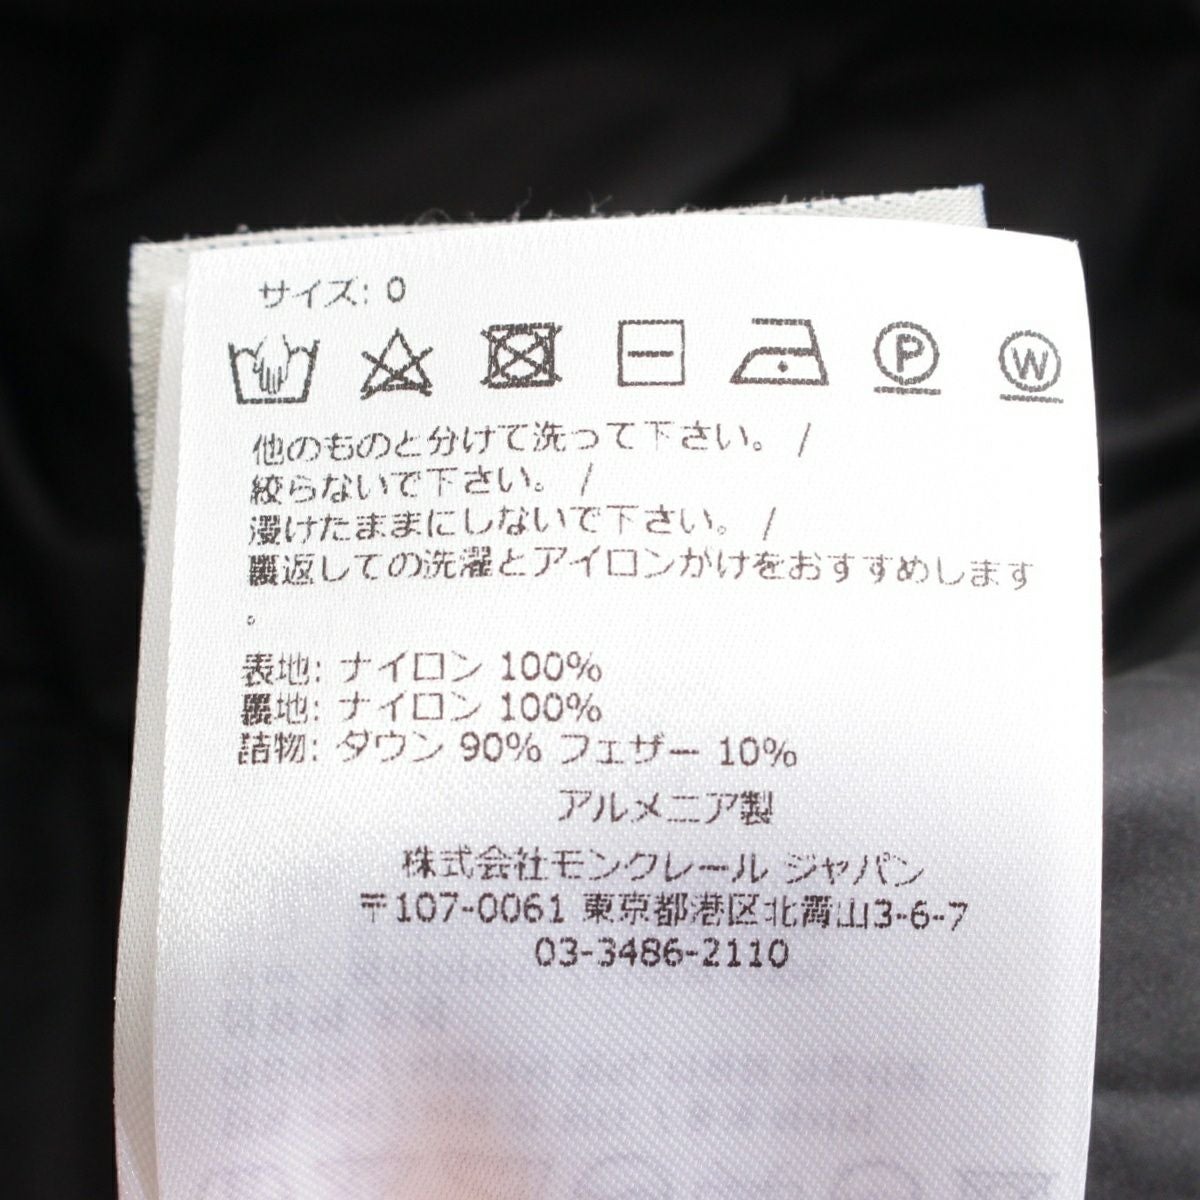 サイズ: 0
P W
他のものと分けて洗って下さい。 /
絞らないで下さい。 /
浸けたままにしないで下さい。 /
裏返しての洗濯とアイロンがけをおすすめします
。
表地: ナイロン 100%
裏地: ナイロン 100%
詰物: ダウン 90% フェザー 10%
アルメニア製
株式会社モンクレール ジャパン
〒107-0061 東京都港区北青山3-6-7
03-3486-2110